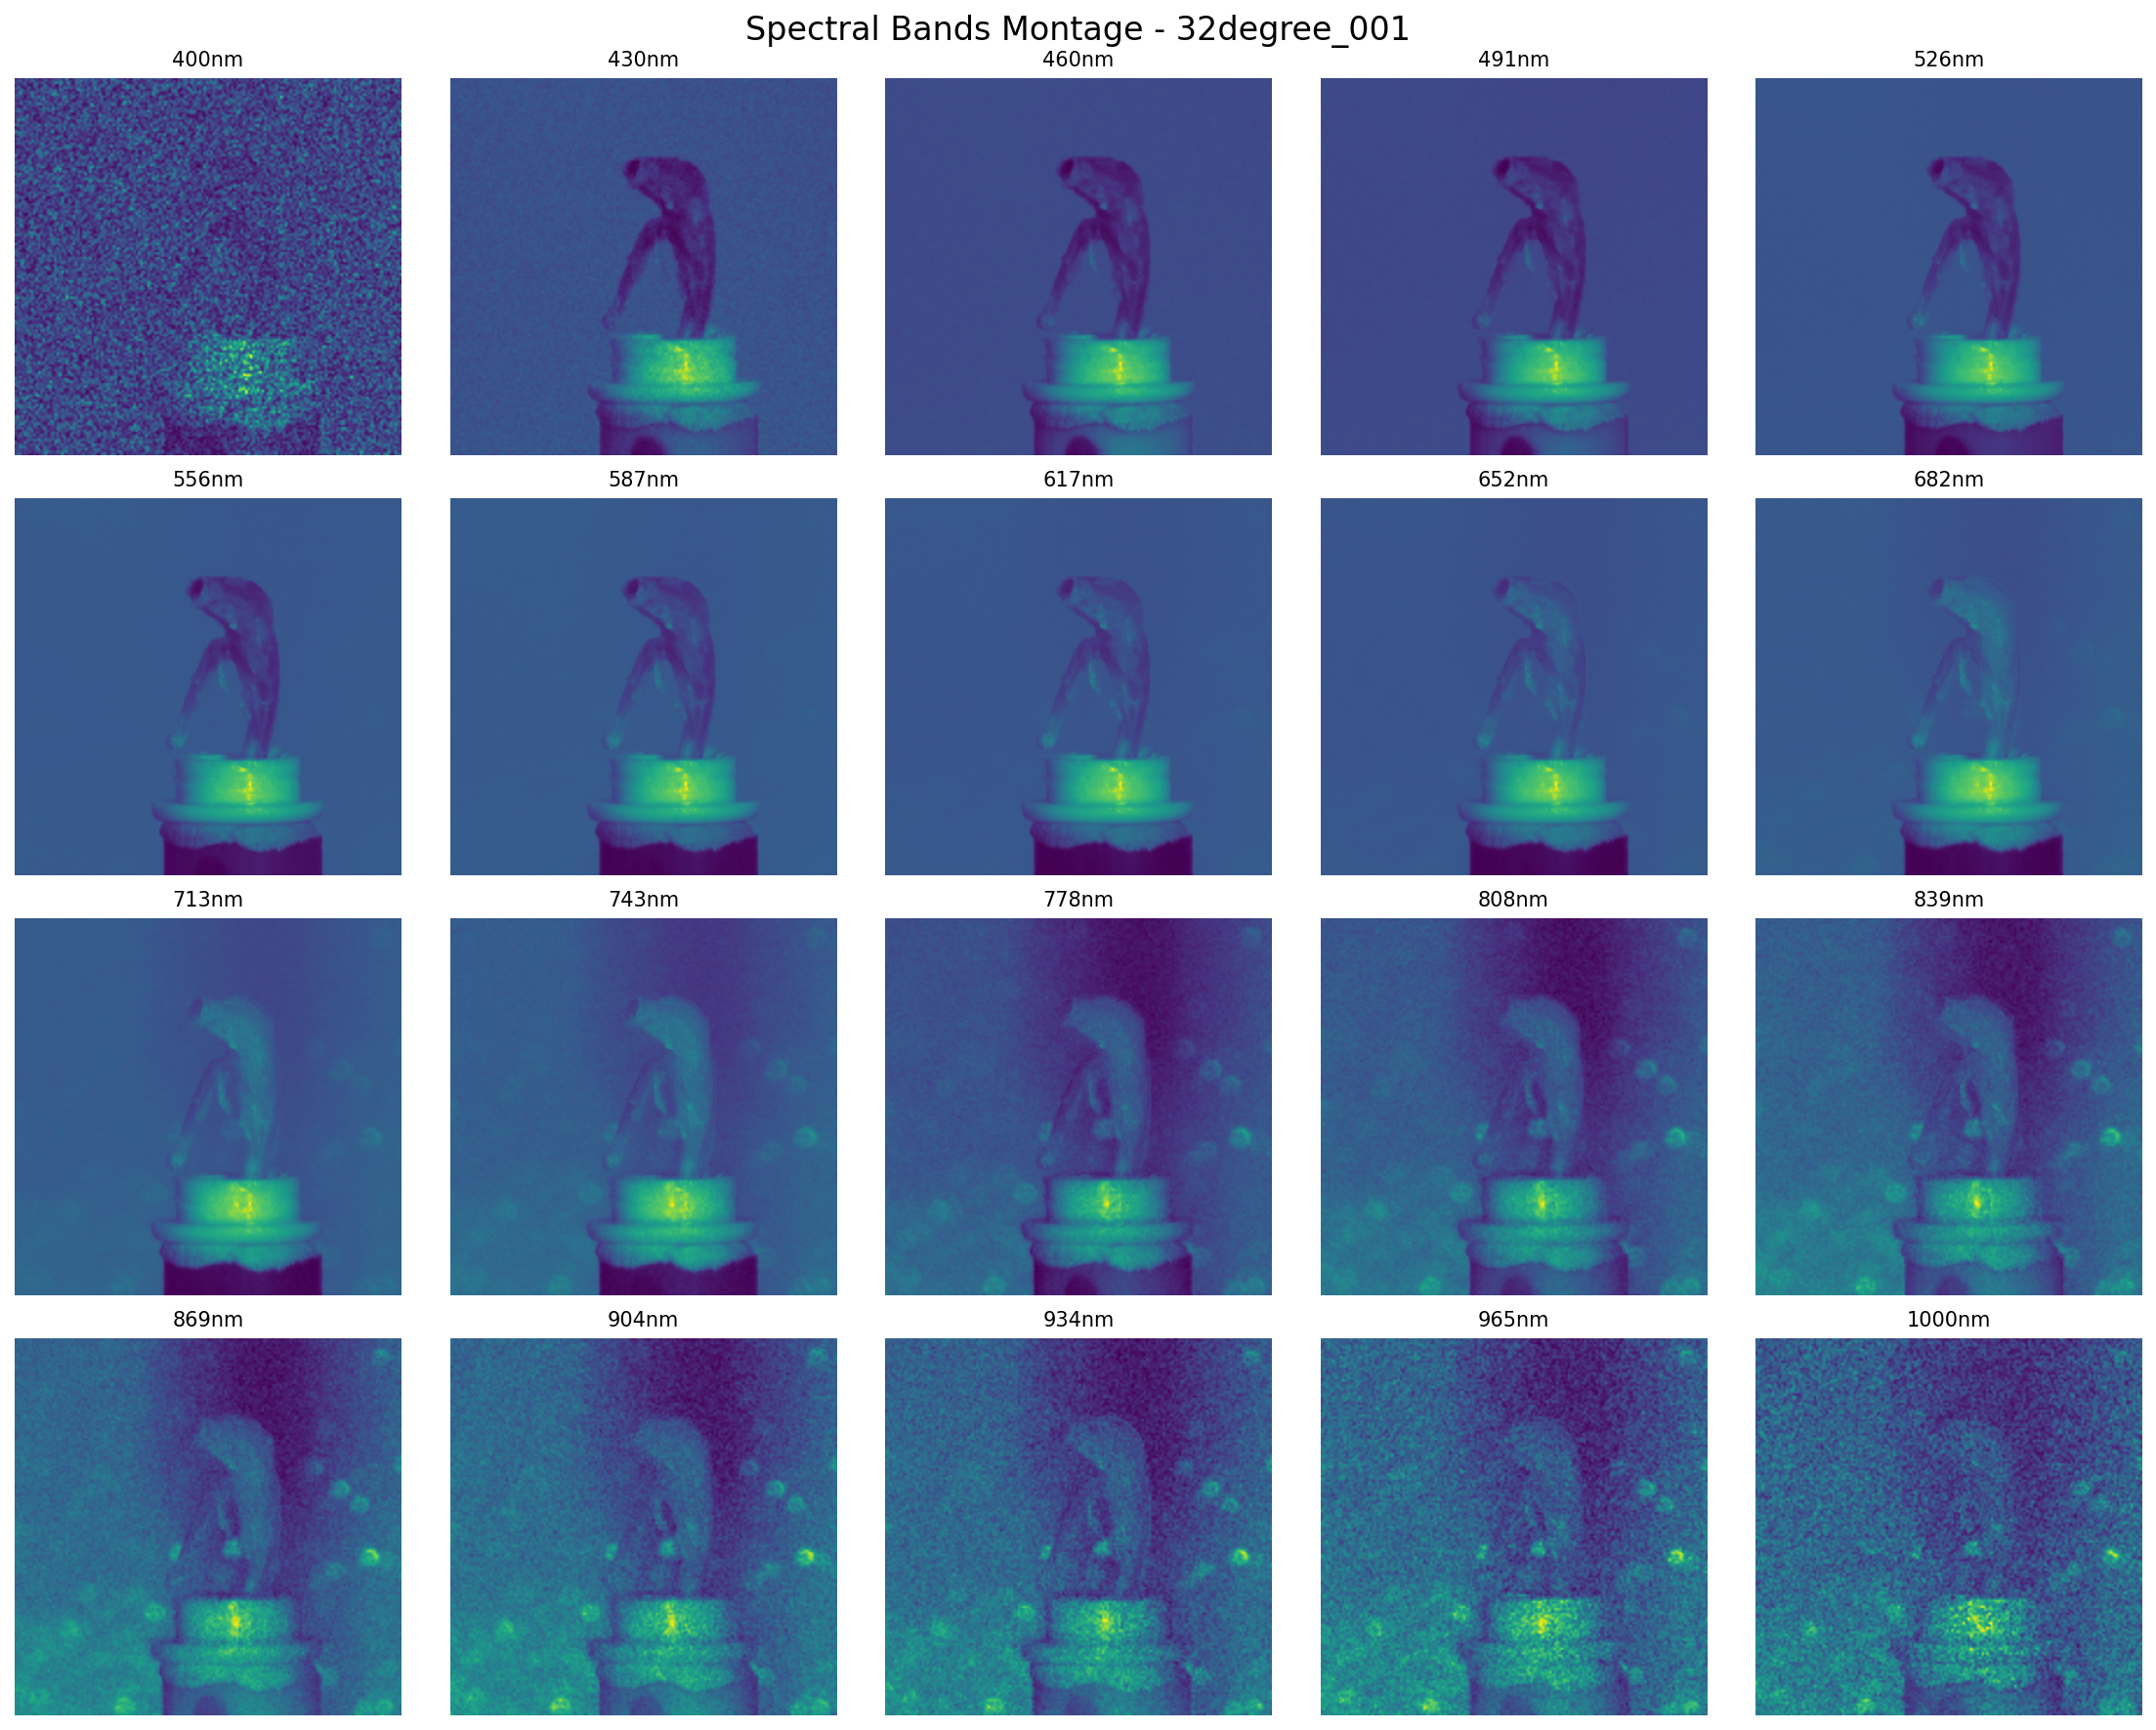 Spectral Bands Montage - 32degree_001
400nm
430nm
460nm
491nm
526nm
556nm
587nm
617nm
652nm
682nm
713nm
743nm
778nm
808nm
839nm
869nm
904nm
934nm
965nm
1000nm